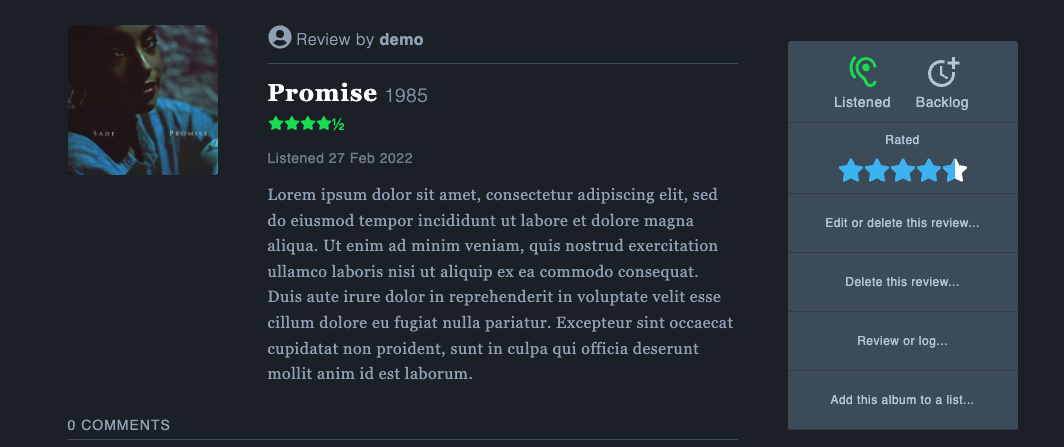 SADE PROMISE
Review by demo
Promise 1985
½
Listened 27 Feb 2022
Lorem ipsum dolor sit amet, consectetur adipiscing elit, sed
do eiusmod tempor incididunt ut labore et dolore magna
aliqua. Ut enim ad minim veniam, quis nostrud exercitation
ullamco laboris nisi ut aliquip ex ea commodo consequat.
Duis aute irure dolor in reprehenderit in voluptate velit esse
cillum dolore eu fugiat nulla pariatur. Excepteur sint occaecat
cupidatat non proident, sunt in culpa qui officia deserunt
mollit anim id est laborum.
0 COMMENTS
Listened Backlog
Rated
Edit or delete this review...
Delete this review...
Review or log...
Add this album to a list...